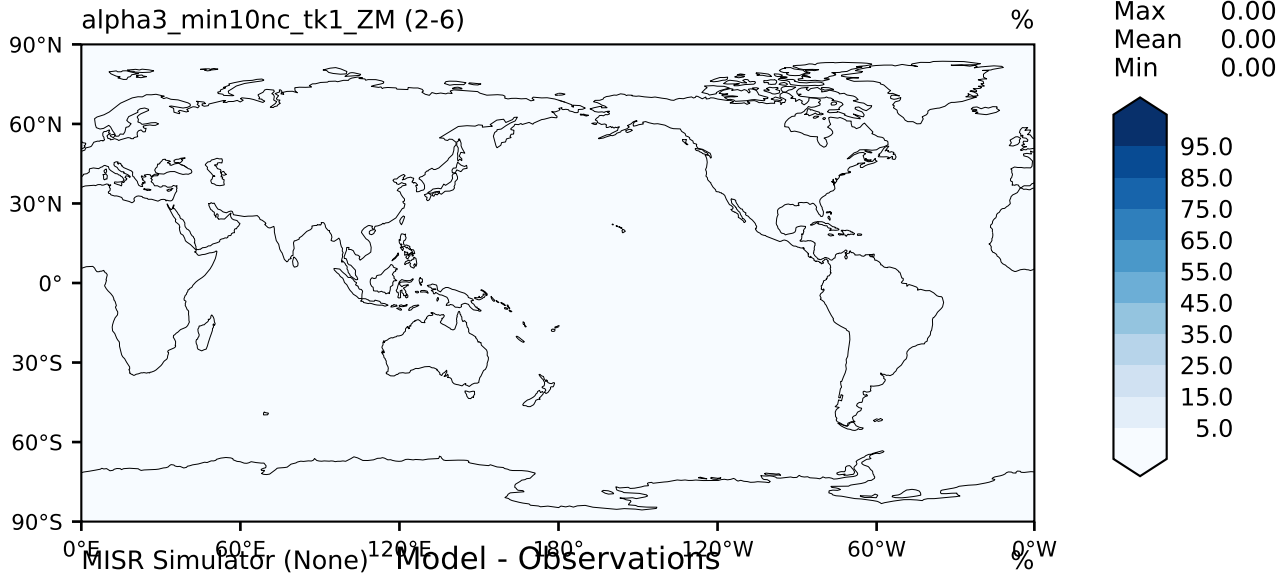 alpha3_min10nc_tk1_ZM (2-6) %
Max 0.00
Mean 0.00
Min 0.00
90°N
60°N
30°N
0°
30°S
60°S
90°S
95.0
85.0
75.0
65.0
55.0
45.0
35.0
25.0
15.0
5.0
0°E 60°E 120°E 180° 120°W 60°W 0°W
MISR Simulator (None) Model - Observations %